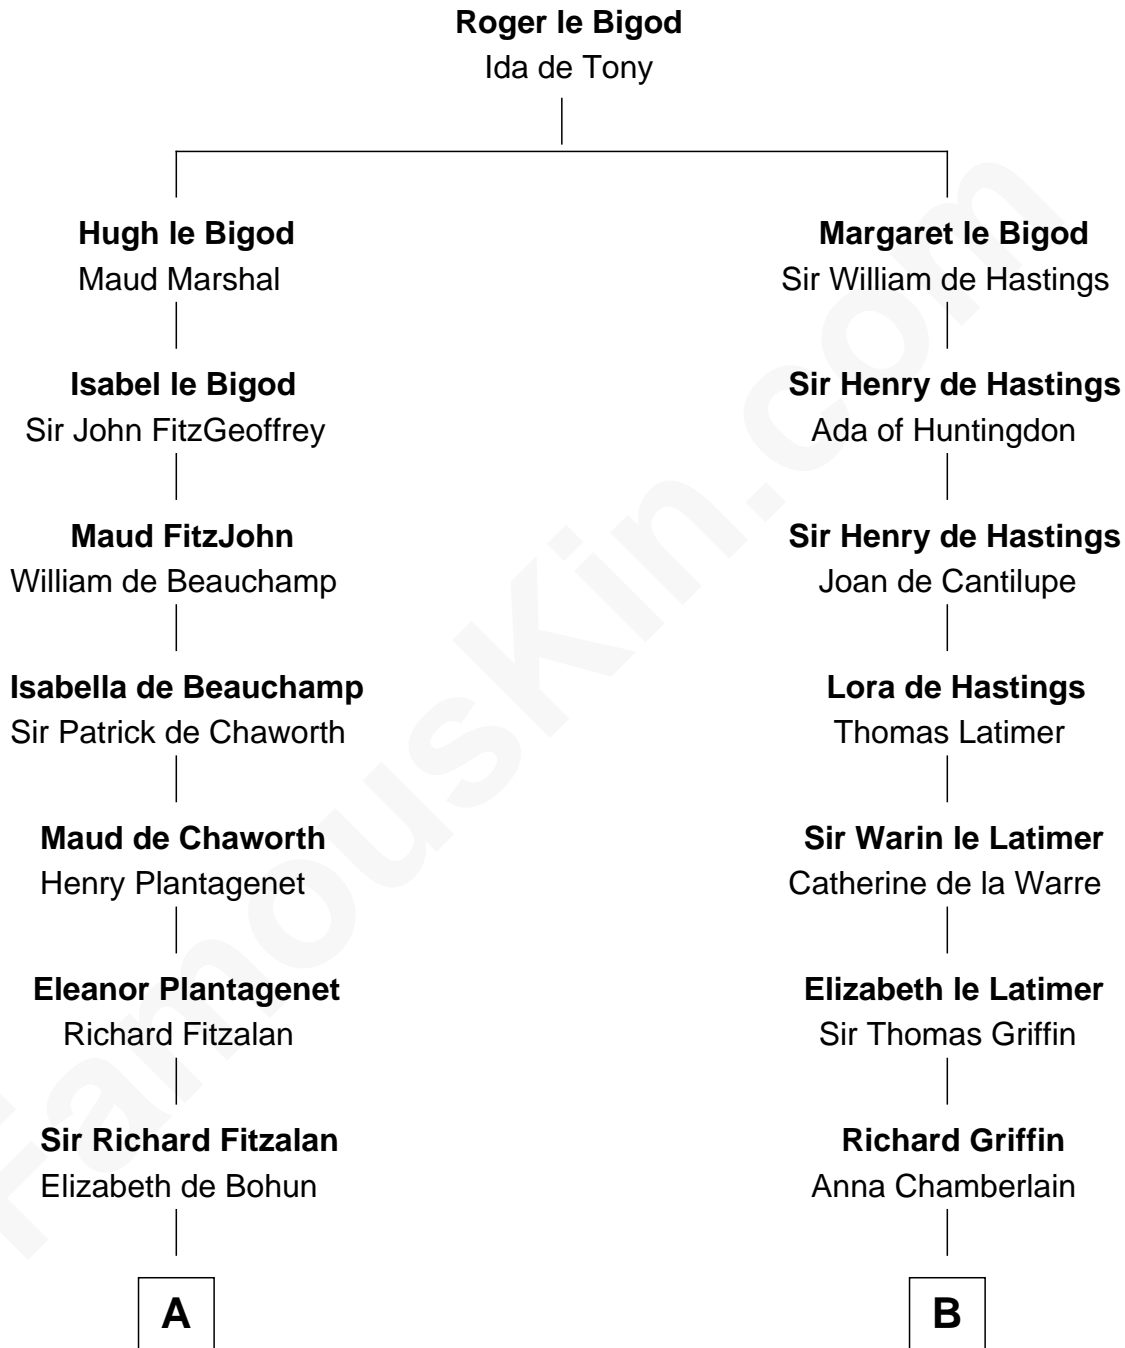 Roger le Bigod
Ida de Tony
Hugh le Bigod
Maud Marshal
Margaret le Bigod
Sir William de Hastings
Isabel le Bigod
Sir John FitzGeoffrey
Sir Henry de Hastings
Ada of Huntingdon
Maud FitzJohn
William de Beauchamp
Sir Henry de Hastings
Joan de Cantilupe
Isabella de Beauchamp
Sir Patrick de Chaworth
Lora de Hastings
Thomas Latimer
Maud de Chaworth
Henry Plantagenet
Sir Warin le Latimer
Catherine de la Warre
Eleanor Plantagenet
Richard Fitzalan
Elizabeth le Latimer
Sir Thomas Griffin
Sir Richard Fitzalan
Elizabeth de Bohun
Richard Griffin
Anna Chamberlain
A
B
FamousKin.com